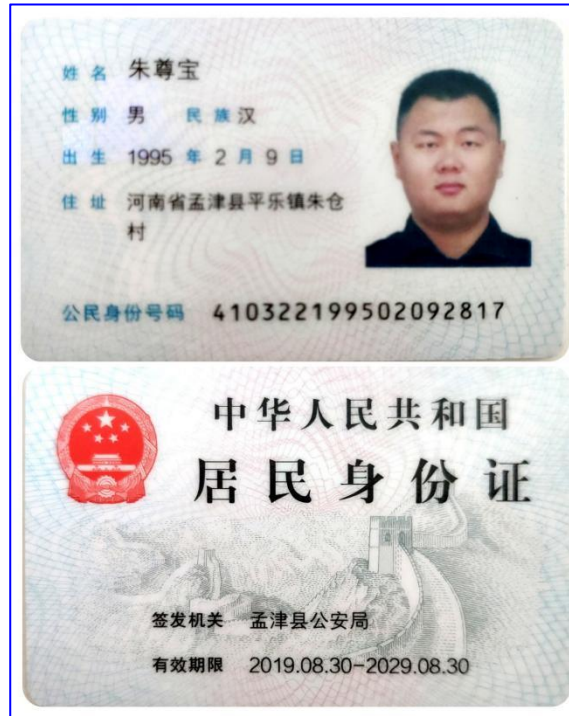 姓名 朱尊宝
性别 男 民族 汉
出生 1995 年 2 月 9 日
住址 河南省孟津县平乐镇朱仓
村
公民身份号码 410322199502092817
中华人民共和国
居民身份证
签发机关 孟津县公安局
有效期限 2019.08.30-2029.08.30